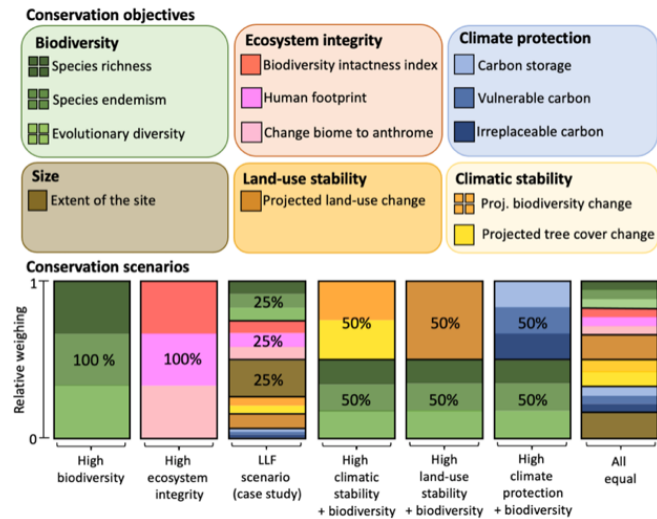 Conservation objectives
Biodiversity
Species richness
Species endemism
Evolutionary diversity
Ecosystem integrity
Biodiversity intactness index
Human footprint
Change biome to anthrome
Climate protection
Carbon storage
Vulnerable carbon
Irreplaceable carbon
Size
Extent of the site
Land-use stability
Projected land-use change
Climatic stability
Proj. biodiversity change
Projected tree cover change
Conservation scenarios
Relative weighing
1
0
100 %
100%
25%
25%
25%
50%
50%
50%
50%
50%
50%
High
biodiversity
High
ecosystem
integrity
LLF
scenario
(case study)
High
climatic
stability
+ biodiversity
High
land-use
stability
+ biodiversity
High
climate
protection
+ biodiversity
All
equal